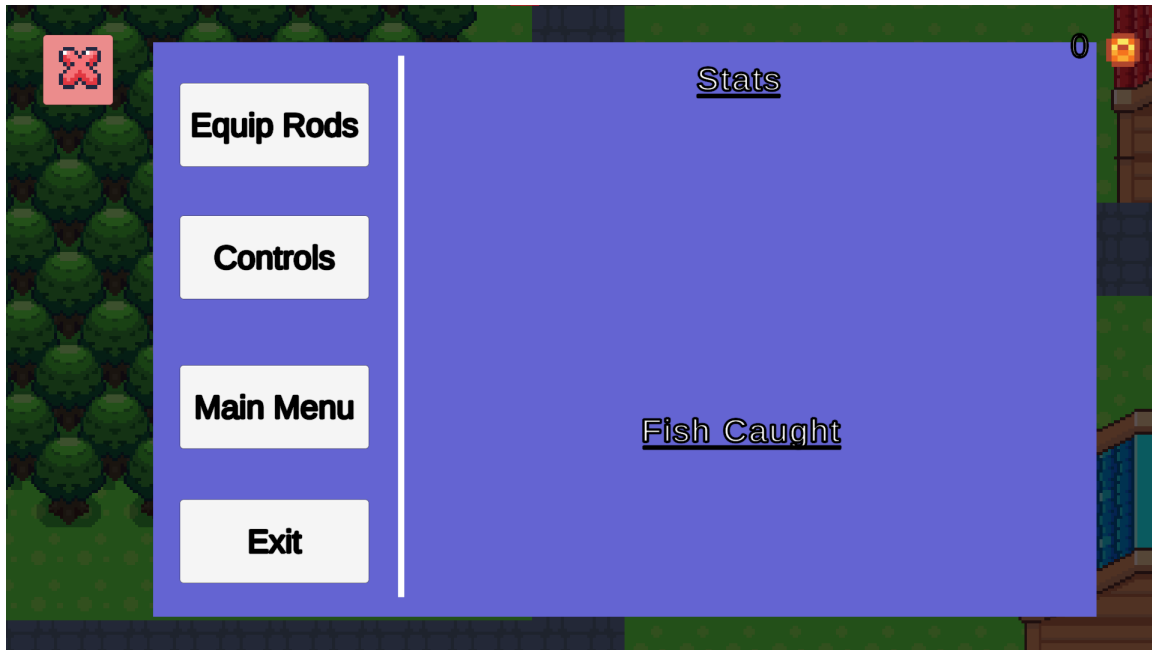 0
Stats
Equip Rods
Controls
Main Menu
Fish Caught
Exit